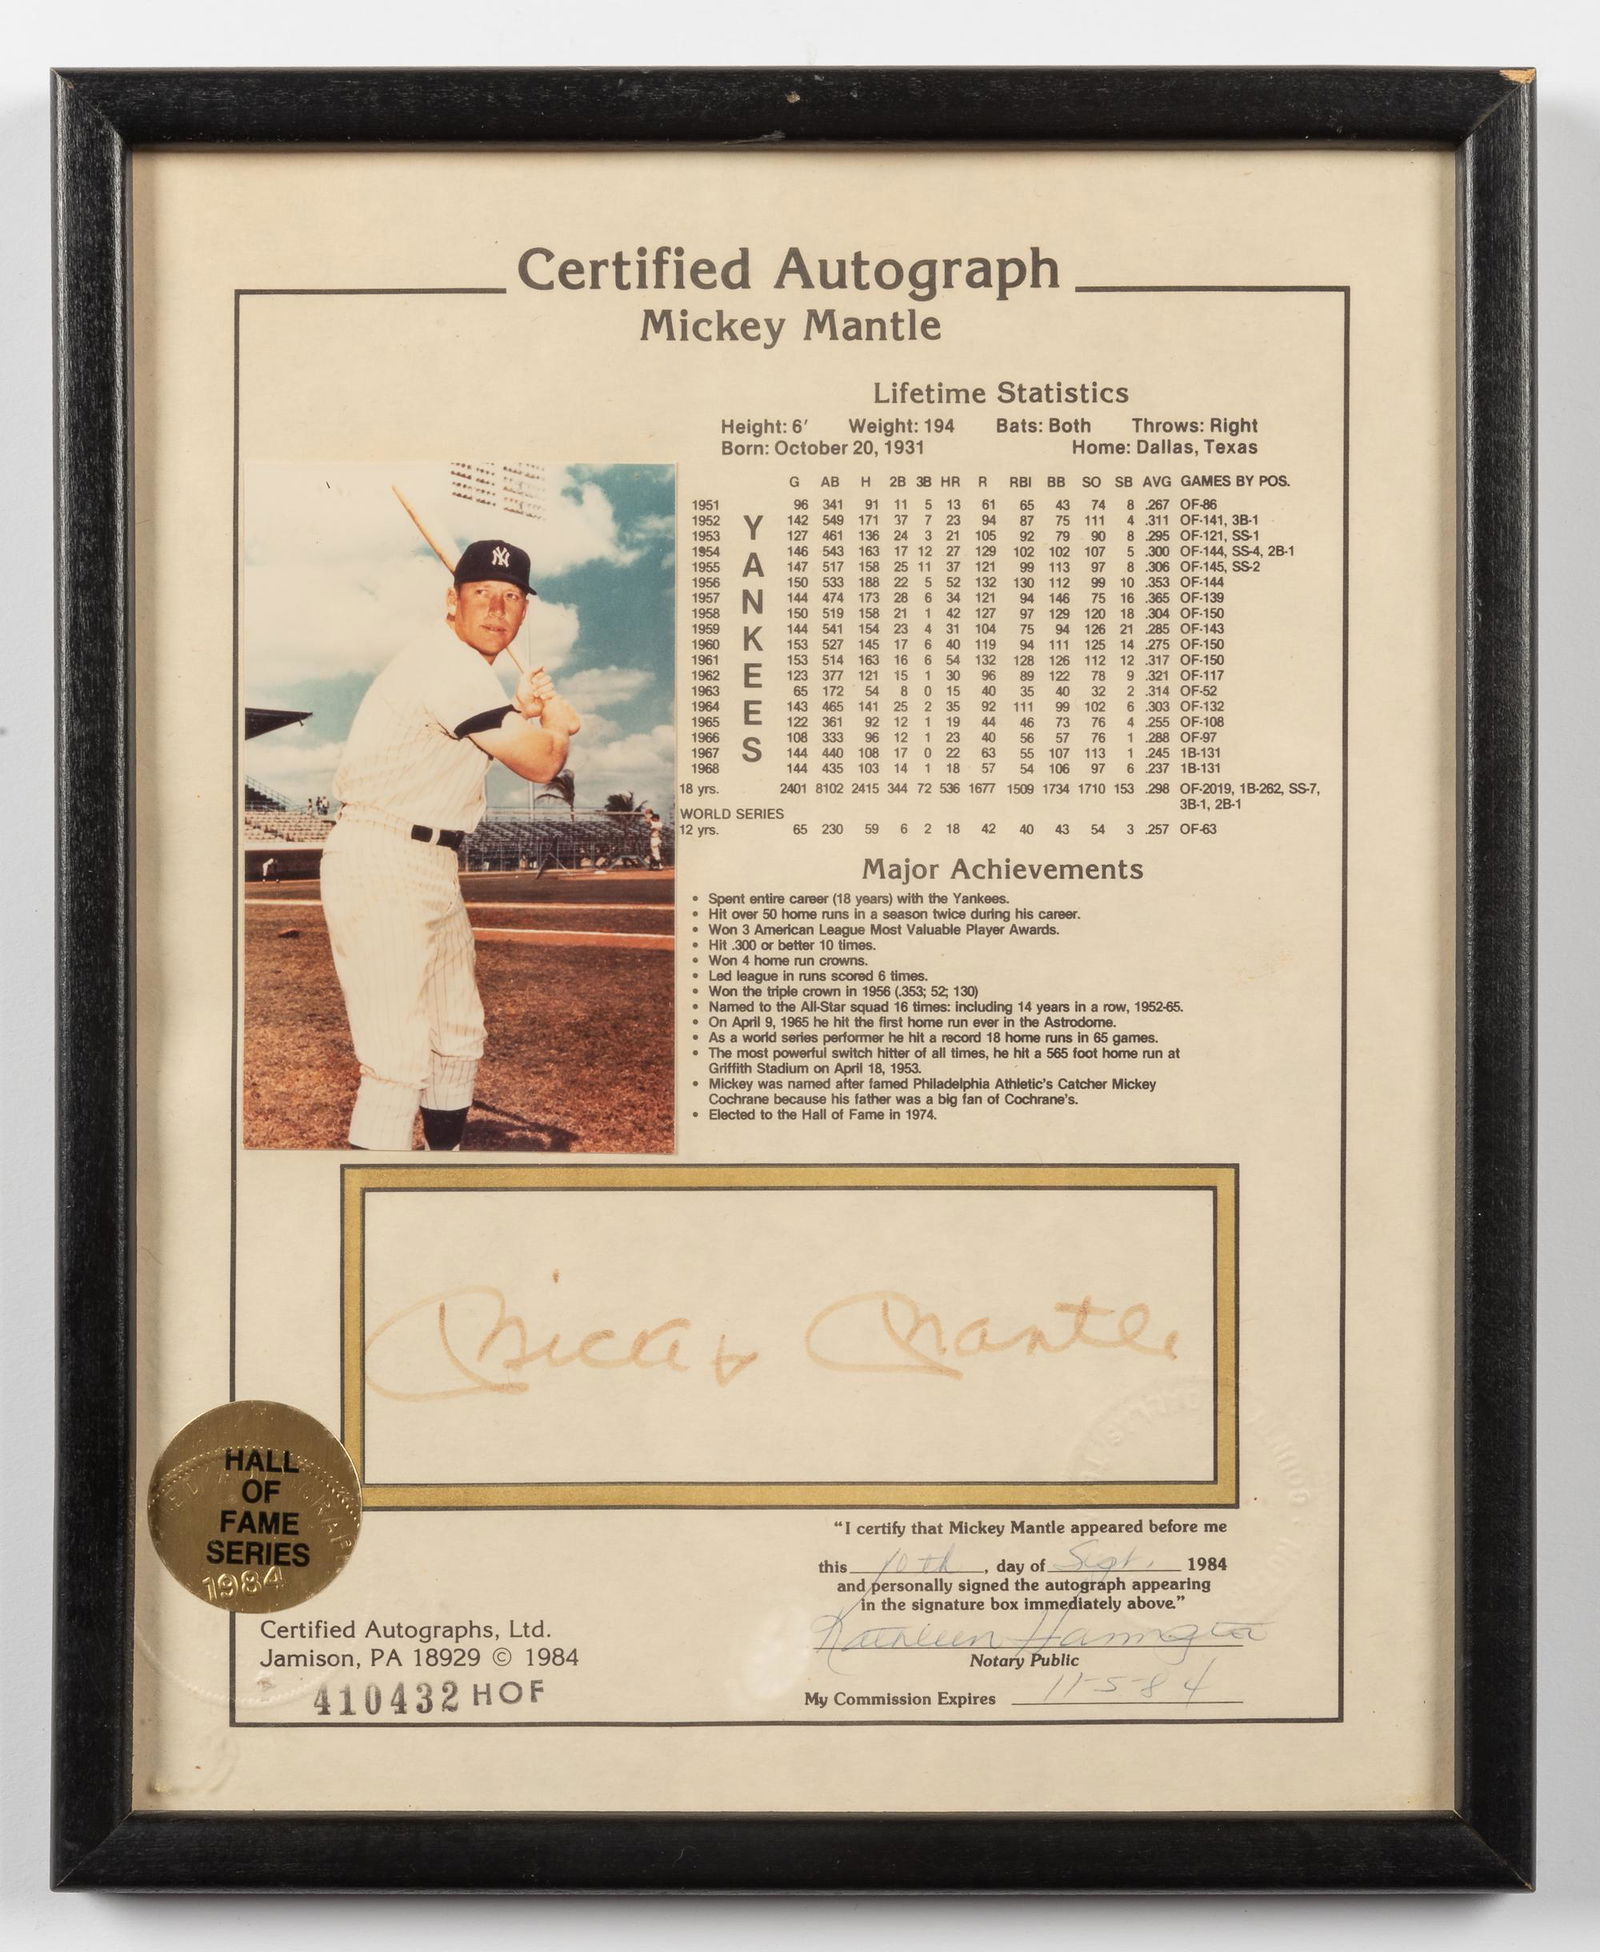 Certified Autograph
Mickey Mantle
Lifetime Statistics
Height: 6′ Weight: 194 Bats: Both Throws: Right
Born: October 20, 1931 Home: Dallas, Texas
G AB H 2B 3B HR R RBI BB SO SB AVG GAMES BY POS.
YANKEES
1951 96 341 91 11 5 13 61 65 43 74 8 .267 OF-86
1952 142 549 171 37 7 23 94 87 75 111 4 .311 OF-141, 3B-1
1953 127 461 136 24 3 21 105 92 79 90 8 .295 OF-121, SS-1
1954 146 543 163 17 12 27 129 102 102 107 5 .300 OF-144, SS-4, 2B-1
1955 147 517 158 25 11 37 121 99 113 97 8 .306 OF-145, SS-2
1956 150 533 188 22 5 52 132 130 112 99 10 .353 OF-144
1957 144 474 173 28 6 34 121 94 146 75 16 .365 OF-139
1958 150 519 158 21 1 42 127 97 129 120 18 .304 OF-150
1959 144 541 154 23 4 31 104 75 94 126 21 .285 OF-143
1960 153 527 145 17 6 40 119 94 111 125 14 .275 OF-150
1961 153 514 163 16 6 54 132 128 126 112 12 .317 OF-150
1962 123 377 121 15 1 30 96 89 122 78 9 .321 OF-117
1963 65 172 54 8 0 15 40 35 40 32 2 .314 OF-52
1964 143 465 141 25 2 35 92 111 99 102 6 .303 OF-132
1965 122 361 92 12 1 19 44 46 73 76 4 .255 OF-108
1966 108 333 96 12 1 23 40 56 57 76 1 .288 OF-97
1967 144 440 108 17 0 22 63 55 107 113 1 .245 1B-131
1968 144 435 103 14 1 18 57 54 106 97 6 .237 1B-131
18 yrs. 2401 8102 2415 344 72 536 1677 1509 1734 1710 153 .298 OF-2019, 1B-262, SS-7,
3B-1, 2B-1
WORLD SERIES
12 yrs. 65 230 59 6 2 18 42 40 43 54 3 .257 OF-63
Major Achievements
• Spent entire career (18 years) with the Yankees.
• Hit over 50 home runs in a season twice during his career.
• Won 3 American League Most Valuable Player Awards.
• Hit .300 or better 10 times.
• Won 4 home run crowns.
• Led league in runs scored 6 times.
• Won the triple crown in 1956 (.353; 52; 130)
• Named to the All-Star squad 16 times: including 14 years in a row, 1952-65.
• On April 9, 1965 he hit the first home run ever in the Astrodome.
• As a world series performer he hit a record 18 home runs in 65 games.
• The most powerful switch hitter of all times, he hit a 565 foot home run at
Griffith Stadium on April 18, 1953.
• Mickey was named after famed Philadelphia Athletic's Catcher Mickey
Cochrane because his father was a big fan of Cochrane's.
• Elected to the Hall of Fame in 1974.
Mickey Mantle
HALL
OF
FAME
SERIES
1984
Certified Autographs, Ltd.
Jamison, PA 18929 © 1984
410432 HOF
"I certify that Mickey Mantle appeared before me
this 10th, day of Sept. 1984
and personally signed the autograph appearing
in the signature box immediately above."
Kathleen Harrington
Notary Public
My Commission Expires 11-5-84